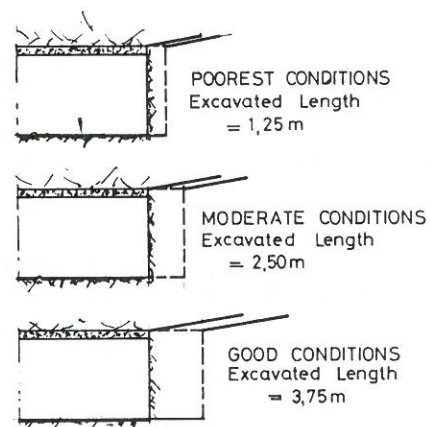 POOREST CONDITIONS
Excavated Length
= 1,25 m
MODERATE CONDITIONS
Excavated Length
= 2,50 m
GOOD CONDITIONS
Excavated Length
= 3,75 m